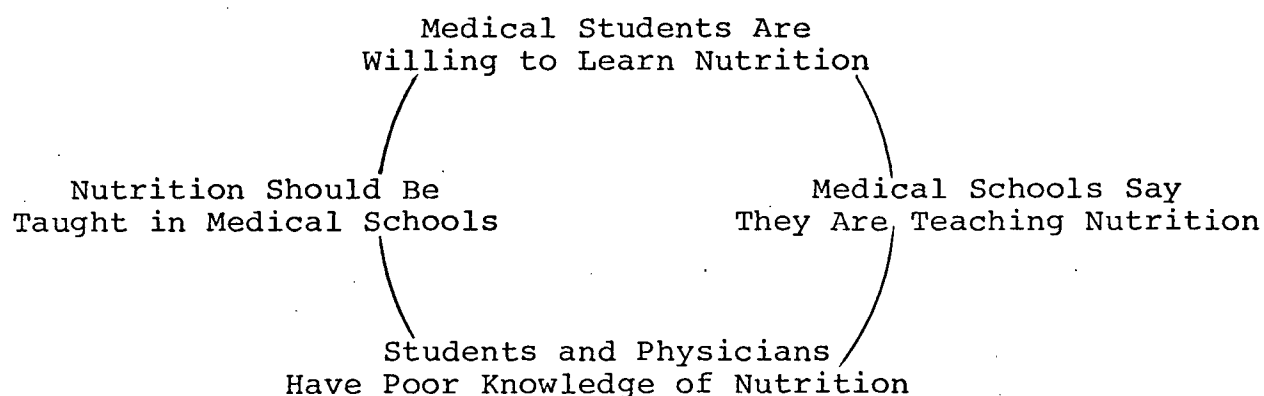 Medical Students Are
Willing to Learn Nutrition
Nutrition Should Be
Taught in Medical Schools
Medical Schools Say
They Are Teaching Nutrition
Students and Physicians
Have Poor Knowledge of Nutrition